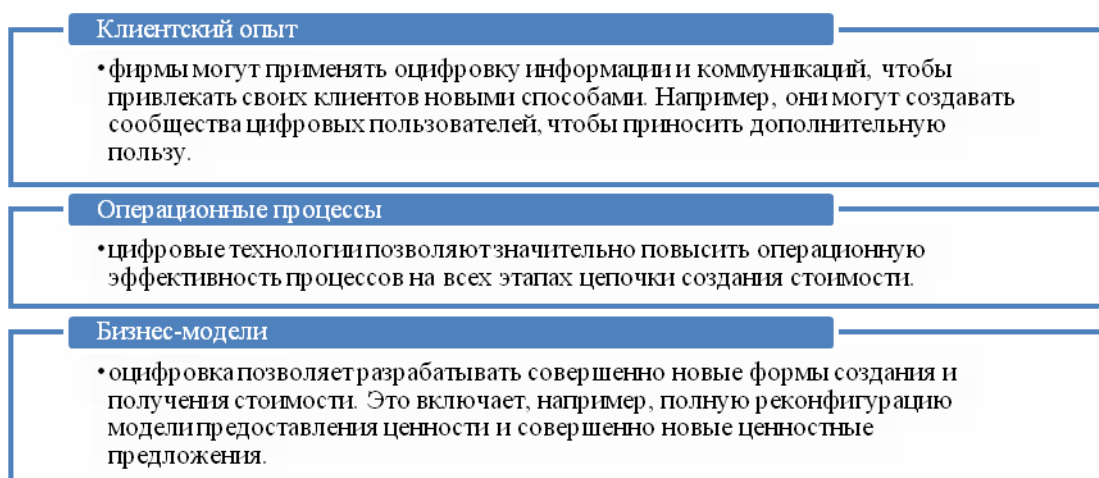 Клиентский опыт
•фирмы могут применять оцифровку информации и коммуникаций, чтобы
привлекать своих клиентов новыми способами. Например, они могут создавать
сообщества цифровых пользователей, чтобы приносить дополнительную
пользу.
Операционные процессы
•цифровые технологии позволяют значительно повысить операционную
эффективность процессов на всех этапах цепочки создания стоимости.
Бизнес-модели
•оцифровка позволяет разрабатывать совершенно новые формы создания и
получения стоимости. Это включает, например, полную реконфигурацию
модели предоставления ценности и совершенно новые ценностные
предложения.